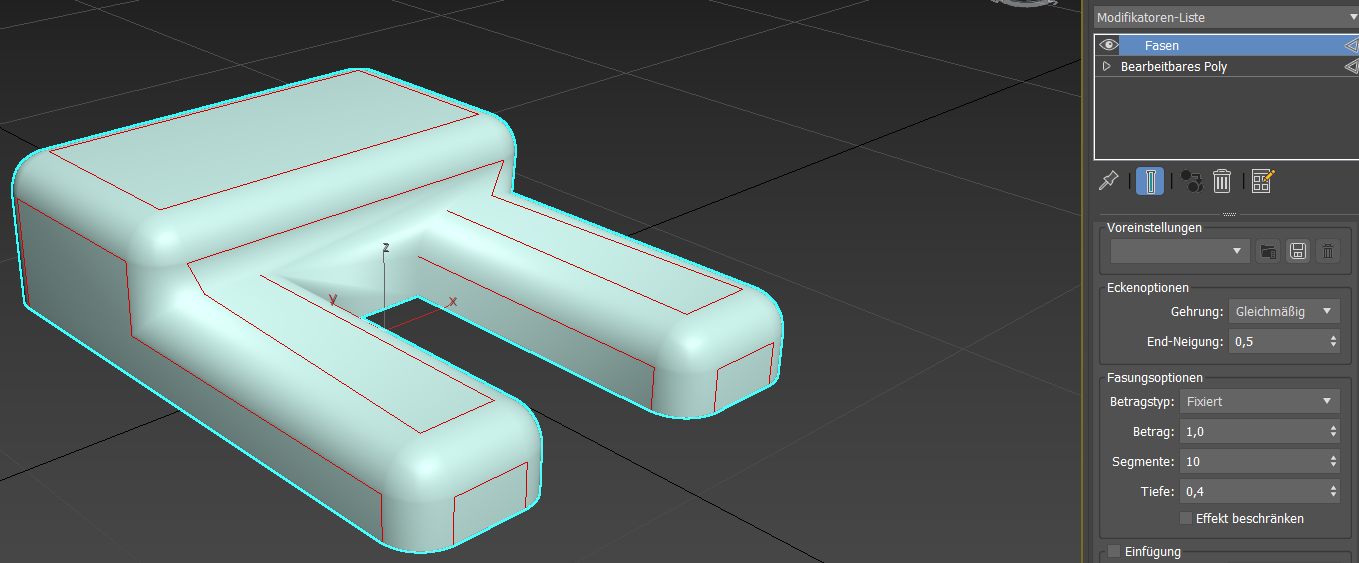 Modifikatoren-Liste
Fasen
Bearbeitbares Poly
Voreinstellungen
Eckenoptionen
Gehrung: Gleichmäßig
End-Neigung: 0,5
Fasungsoptionen
Betragstyp: Fixiert
Betrag: 1,0
Segmente: 10
Tiefe: 0,4
Effekt beschränken
Einfügung
z
y
x